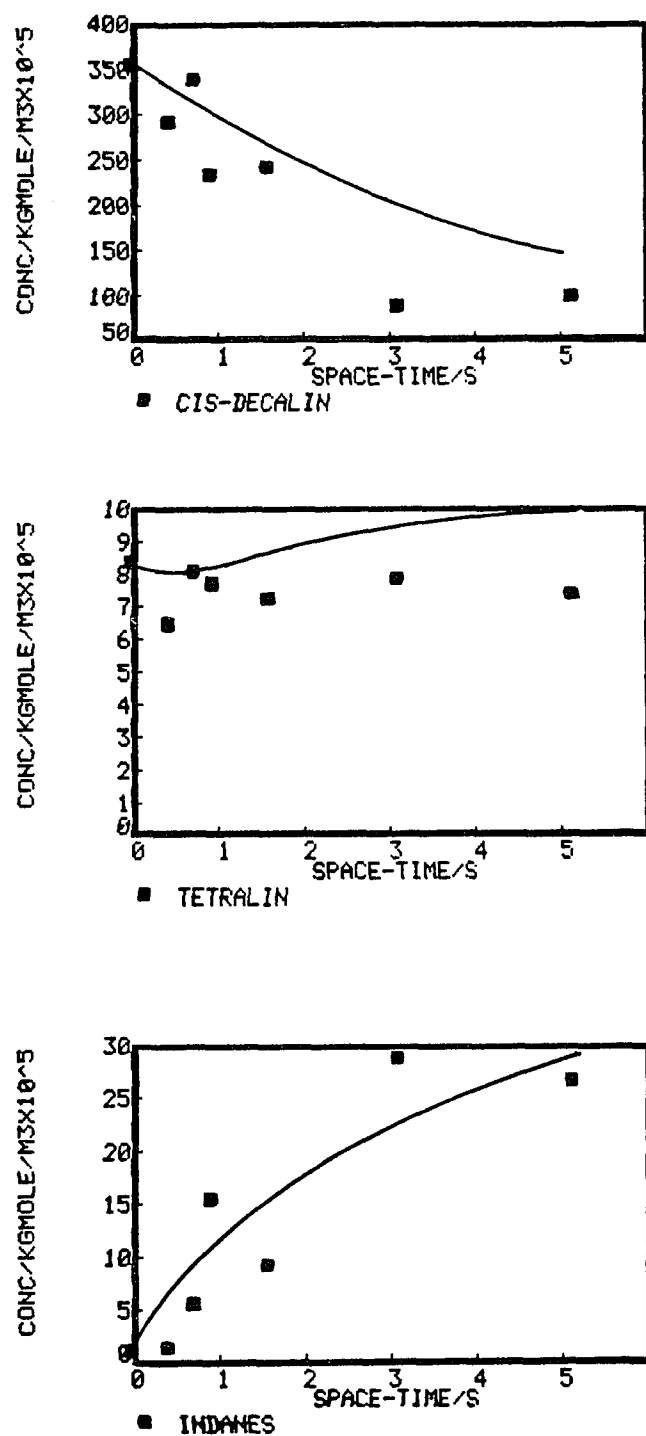 CONC/KGMOLE/M3X10^5
400
350
300
250
200
150
100
50
0 1 2 3 4 5
SPACE-TIME/S
CIS-DECALIN
CONC/KGMOLE/M3X10^5
10
9
8
7
6
5
4
3
2
1
0
0 1 2 3 4 5
SPACE-TIME/S
TETRALIN
CONC/KGMOLE/M3X10^5
30
25
20
15
10
5
0
0 1 2 3 4 5
SPACE-TIME/S
INDANES